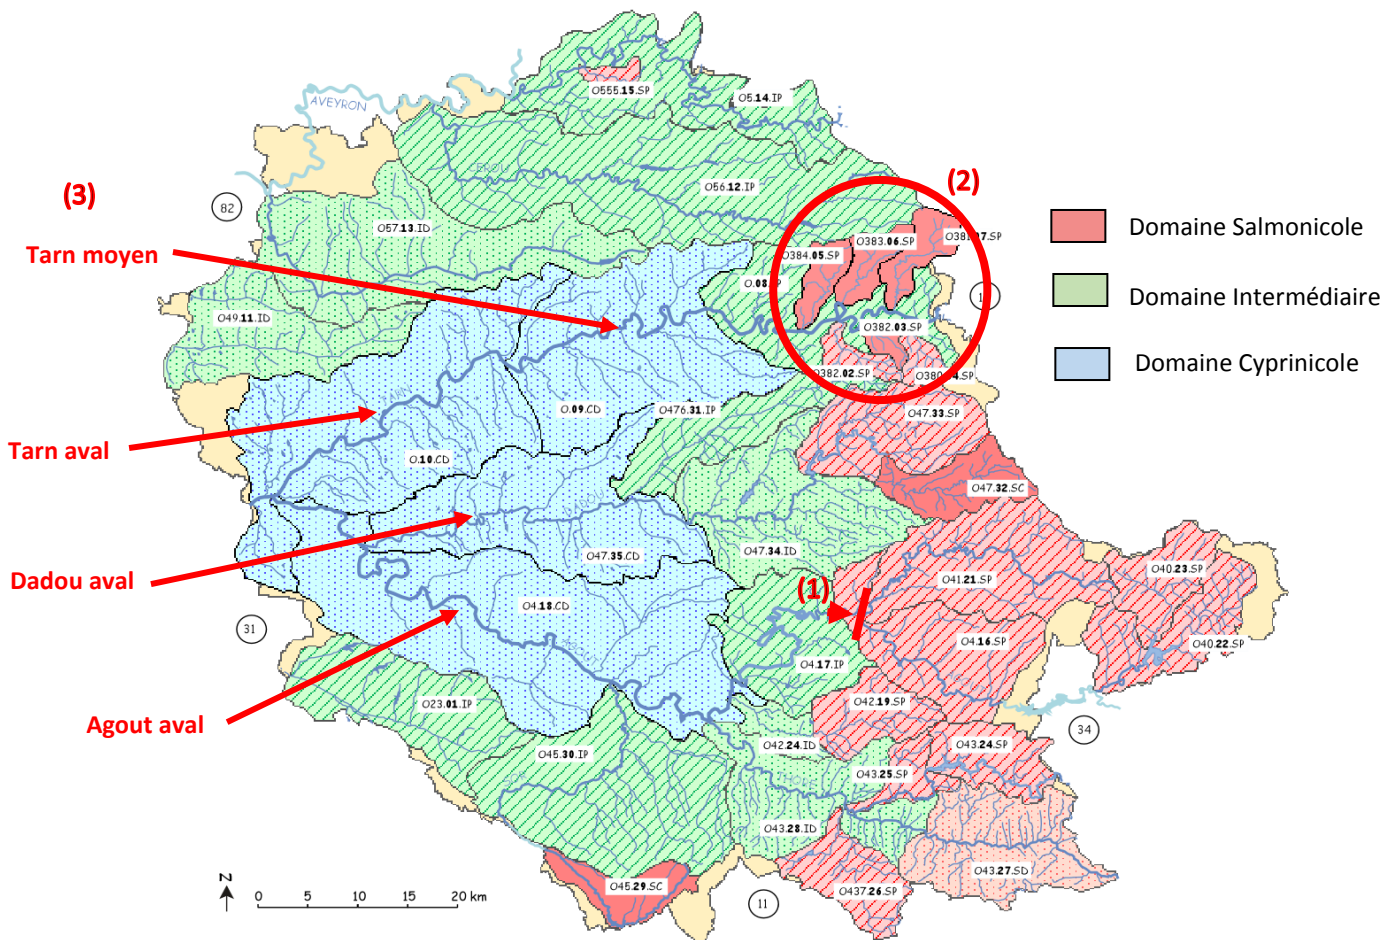 AVEYRON
O555.15.SP
O5.14.IP
CEROU
O56.12.IP
(3)
(2)
82
O57.13.ID
O383.06.SP
O384.05.SP
Tarn moyen
O49.11.ID
O382.03.SP
O382.02.SP
O47.33.SP
O.09.CD
O476.31.IP
Tarn aval
O.10.CD
O47.32.SC
Dadou aval
O47.35.CD
O47.34.ID
(1)
O41.21.SP
O40.23.SP
31
O4.18.CD
O4.16.SP
O40.22.SP
O4.17.IP
Agout aval
O23.01.IP
O42.19.SP
34
O45.30.IP
O42.24.ID
O43.24.SP
O43.25.SP
O43.28.ID
O43.27.SD
O45.29.SC
O437.26.SP
11
N
0 5 10 15 20 km
Domaine Salmonicole
Domaine Intermédiaire
Domaine Cyprinicole